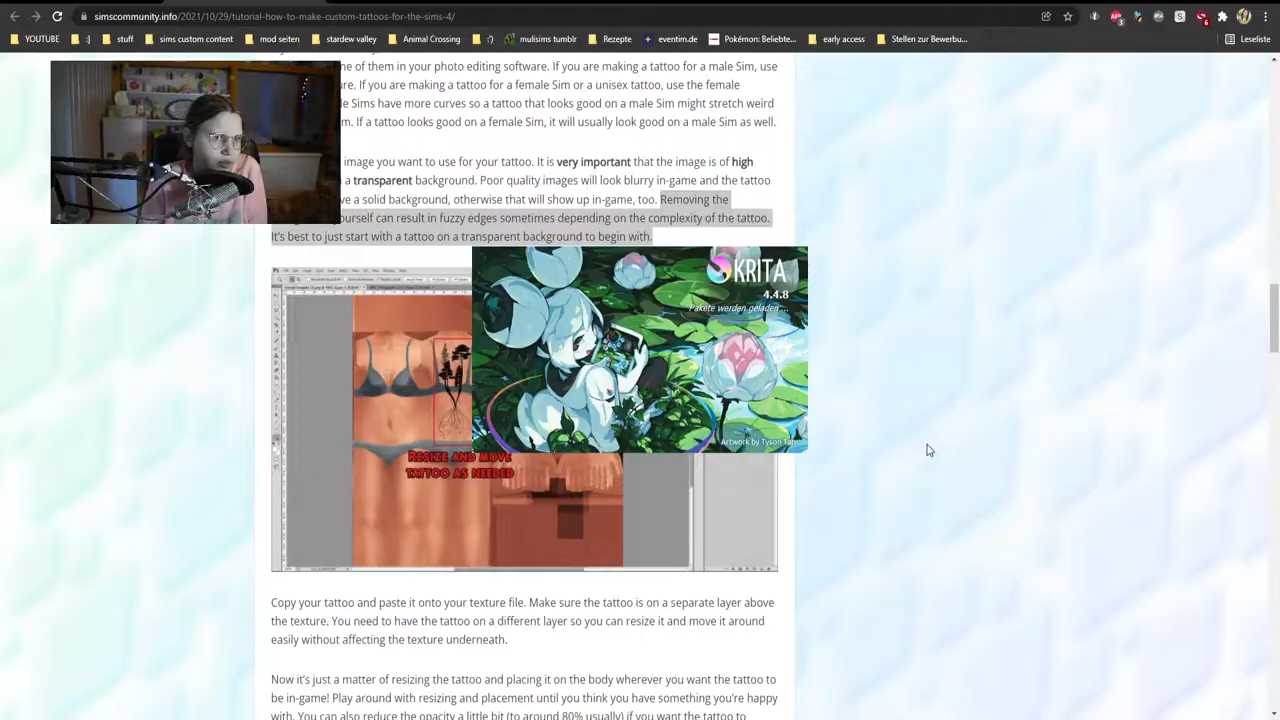 simscommunity.info/2021/10/29/tutorial-how-to-make-custom-tattoos-for-the-sims-4/
YOUTUBE :) stuff sims custom content mod seiten stardew valley Animal Crossing :') mulisims tumblr Rezepte eventim.de Pokémon: Beliebte... early access Stellen zur Bewerbu... Leseliste
ne of them in your photo editing software. If you are making a tattoo for a male Sim, use
ure. If you are making a tattoo for a female Sim or a unisex tattoo, use the female
le Sims have more curves so a tattoo that looks good on a male Sim might stretch weird
m. If a tattoo looks good on a female Sim, it will usually look good on a male Sim as well.
image you want to use for your tattoo. It is very important that the image is of high
a transparent background. Poor quality images will look blurry in-game and the tattoo
ve a solid background, otherwise that will show up in-game, too. Removing the
ourself can result in fuzzy edges sometimes depending on the complexity of the tattoo.
It's best to just start with a tattoo on a transparent background to begin with.
KRITA
4.4.8
Pakete werden geladen ...
Artwork by Tyson Tan
RESIZE AND MOVE
TATTOO AS NEEDED
Copy your tattoo and paste it onto your texture file. Make sure the tattoo is on a separate layer above
the texture. You need to have the tattoo on a different layer so you can resize it and move it around
easily without affecting the texture underneath.
Now it's just a matter of resizing the tattoo and placing it on the body wherever you want the tattoo to
be in-game! Play around with resizing and placement until you think you have something you're happy
with. You can also reduce the opacity a little bit (to around 80% usually) if you want the tattoo to